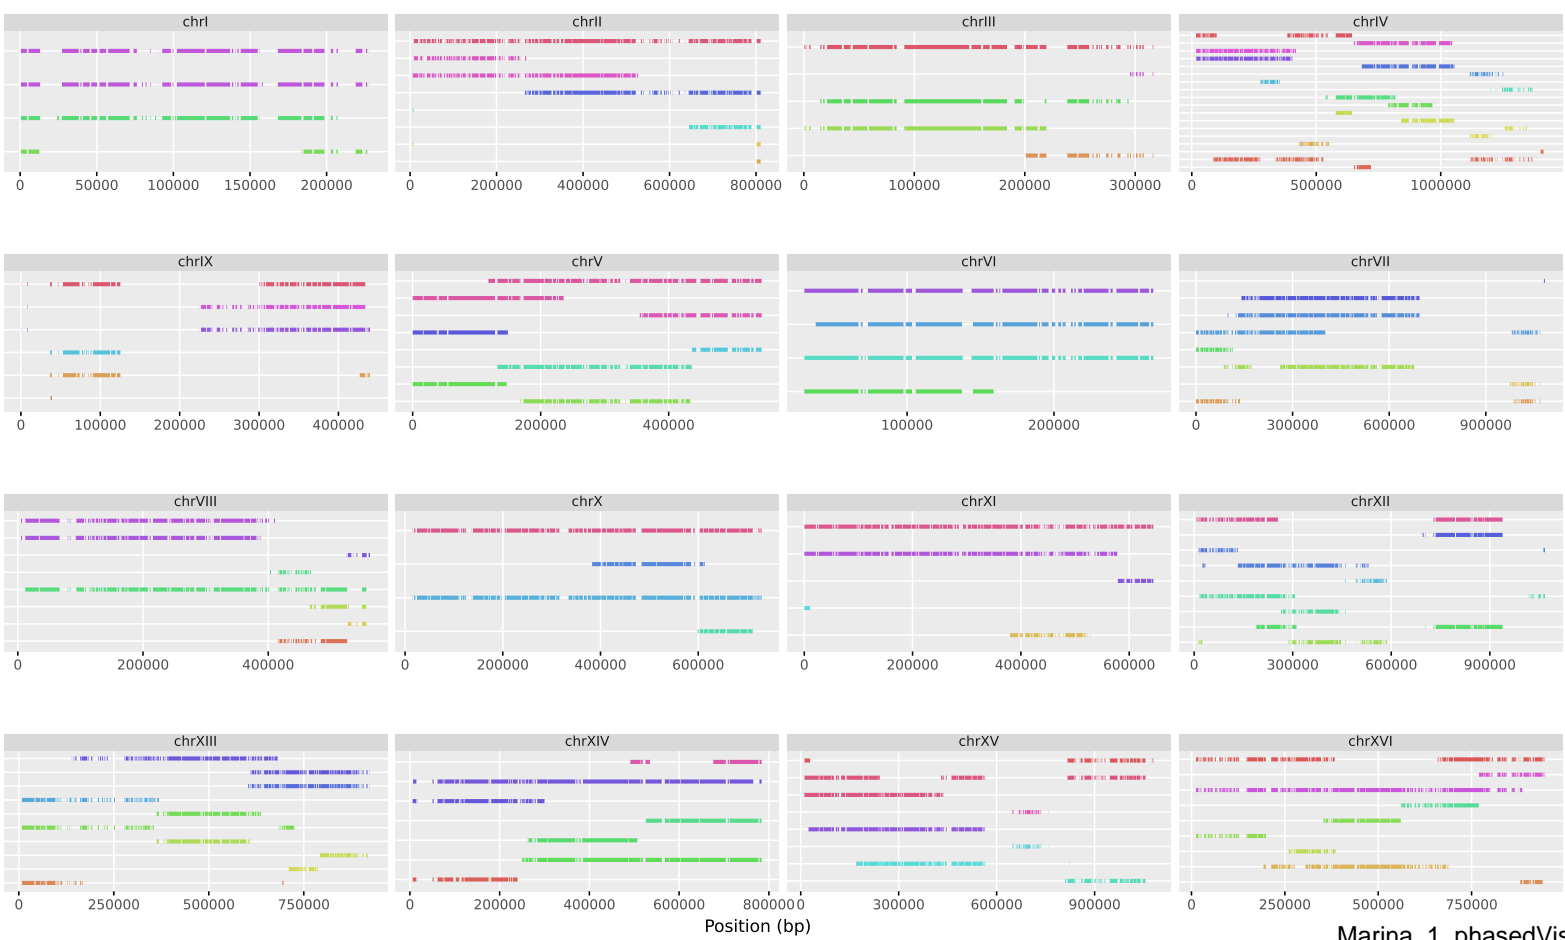 chrI chrII chrIII chrIV
0 50000 100000 150000 200000 0 200000 400000 600000 800000 0 100000 200000 300000 0 500000 1000000
chrIX chrV chrVI chrVII
0 100000 200000 300000 400000 0 200000 400000 100000 200000 0 300000 600000 900000
chrVIII chrX chrXI chrXII
0 200000 400000 0 200000 400000 600000 0 200000 400000 600000 0 300000 600000 900000
chrXIII chrXIV chrXV chrXVI
0 250000 500000 750000 0 200000 400000 600000 800000 0 300000 600000 900000 0 250000 500000 750000
Position (bp)
Marina_1_phasedVis